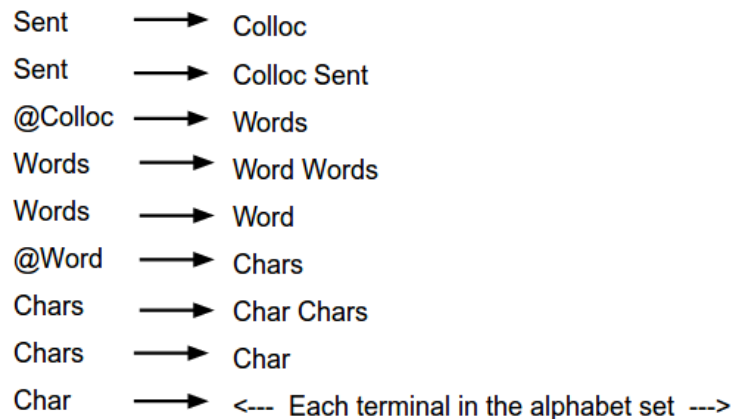 Sent ⟶ Colloc
Sent ⟶ Colloc Sent
@Colloc ⟶ Words
Words ⟶ Word Words
Words ⟶ Word
@Word ⟶ Chars
Chars ⟶ Char Chars
Chars ⟶ Char
Char ⟶ <--- Each terminal in the alphabet set --->